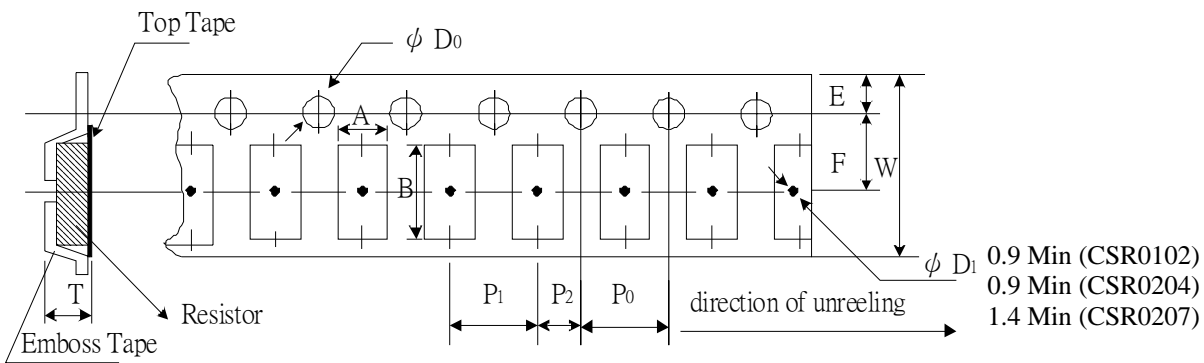 Top Tape
ϕ D0
E
A
F
W
B
ϕ D1
0.9 Min (CSR0102)
0.9 Min (CSR0204)
1.4 Min (CSR0207)
T
P1
P2
P0
direction of unreeling
Resistor
Emboss Tape